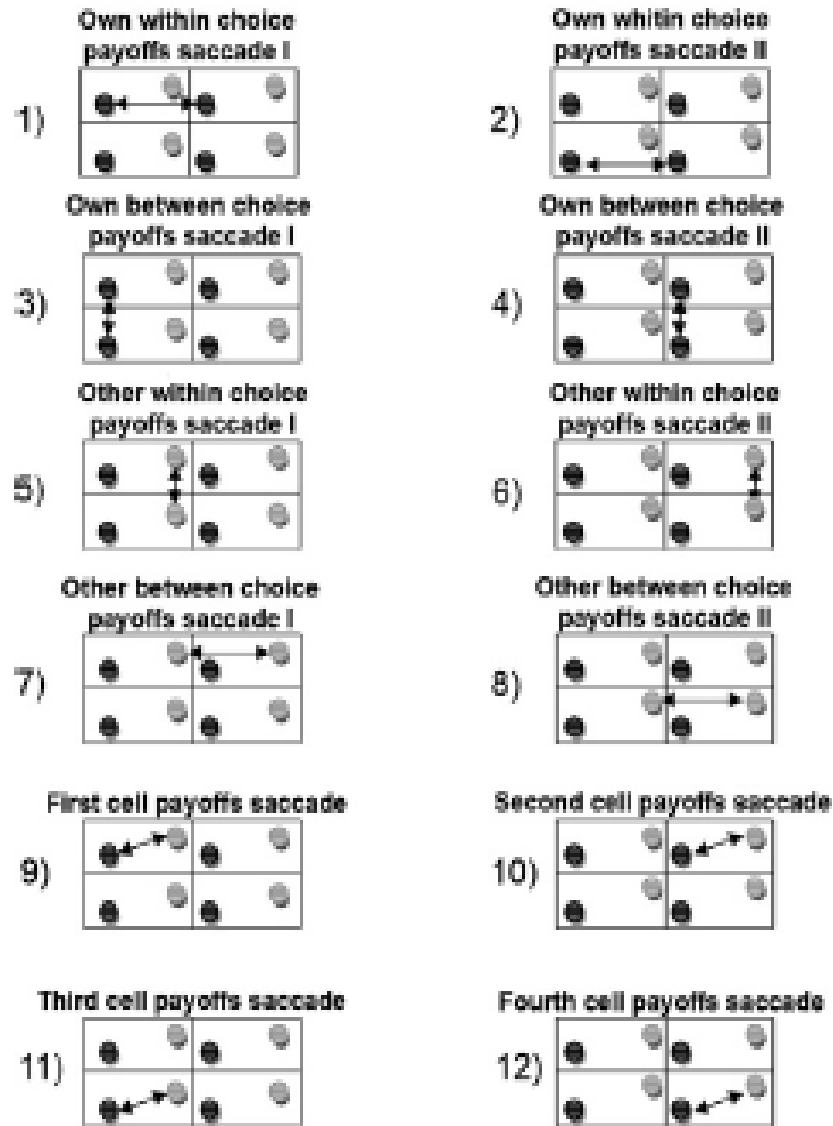 Own within choice
payoffs saccade I
1)
Own whitin choice
payoffs saccade II
2)
Own between choice
payoffs saccade I
3)
Own between choice
payoffs saccade II
4)
Other within choice
payoffs saccade I
5)
Other within choice
payoffs saccade II
6)
Other between choice
payoffs saccade I
7)
Other between choice
payoffs saccade II
8)
First cell payoffs saccade
9)
Second cell payoffs saccade
10)
Third cell payoffs saccade
11)
Fourth cell payoffs saccade
12)